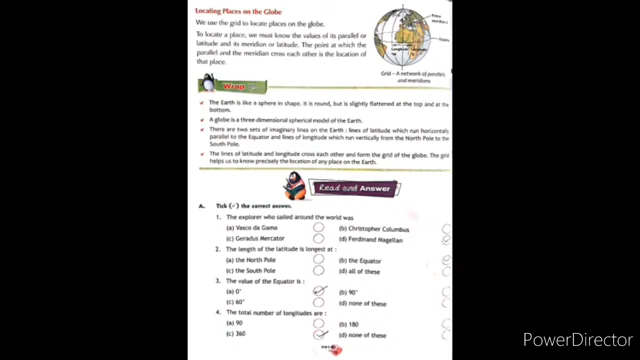 Locating Places on the Globe
We use the grid to locate places on the globe.
To locate a place, we must know the values of its parallel or
latitude and its meridian or latitude. The point at which the
parallel and the meridian cross each other is the location of
that place.
Equator
Grid – A network of parallels
and meridians
Wrap
The Earth is like a sphere in shape. It is round, but is slightly flattened at the top and at the
bottom.
A globe is a three-dimensional spherical model of the Earth.
There are two sets of imaginary lines on the Earth : lines of latitude which run horizontally
parallel to the Equator and lines of longitude which run vertically from the North Pole to the
South Pole.
The lines of latitude and longitude cross each other and form the grid of the globe. The grid
helps us to know precisely the location of any place on the Earth.
Read and Answer
A. Tick (✓) the correct answer.
1. The explorer who sailed around the world was
(a) Vasco da Gama (b) Christopher Columbus
(c) Geradus Mercator (d) Ferdinand Magellan
2. The length of the latitude is longest at :
(a) the North Pole (b) the Equator
(c) the South Pole (d) all of these
3. The value of the Equator is :
(a) 0° (b) 90°
(c) 60° (d) none of these
4. The total number of longitudes are :
(a) 90 (b) 180
(c) 360 (d) none of these
PowerDirector